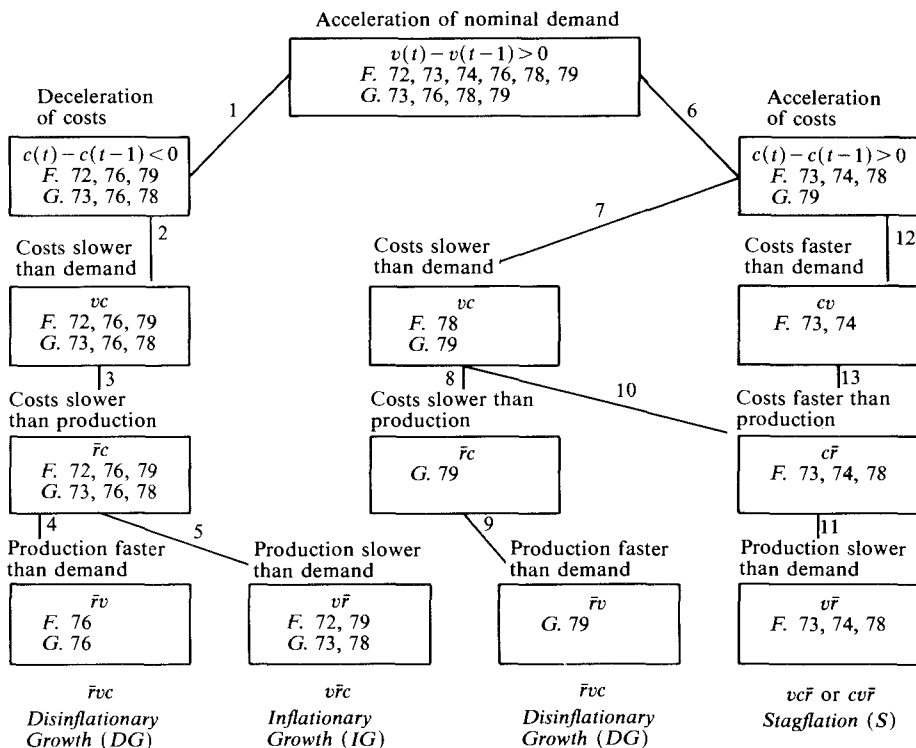 Acceleration of nominal demand
v(t) − v(t−1) > 0
F. 72, 73, 74, 76, 78, 79
G. 73, 76, 78, 79
1
6
Deceleration
of costs
c(t) − c(t−1) < 0
F. 72, 76, 79
G. 73, 76, 78
Acceleration
of costs
c(t) − c(t−1) > 0
F. 73, 74, 78
G. 79
2
7
12
Costs slower
than demand
vc
F. 72, 76, 79
G. 73, 76, 78
Costs slower
than demand
vc
F. 78
G. 79
Costs faster
than demand
cv
F. 73, 74
3
8
10
13
Costs slower
than production
r̄c
F. 72, 76, 79
G. 73, 76, 78
Costs slower than
production
r̄c
G. 79
Costs faster than
production
cr̄
F. 73, 74, 78
4
5
9
11
Production faster
than demand
r̄v
F. 76
G. 76
Production slower
than demand
vr̄
F. 72, 79
G. 73, 78
Production faster
than demand
r̄v
G. 79
Production slower
than demand
vr̄
F. 73, 74, 78
r̄vc
Disinflationary
Growth (DG)
vr̄c
Inflationary
Growth (IG)
r̄vc
Disinflationary
Growth (DG)
vcr̄ or cvr̄
Stagflation (S)